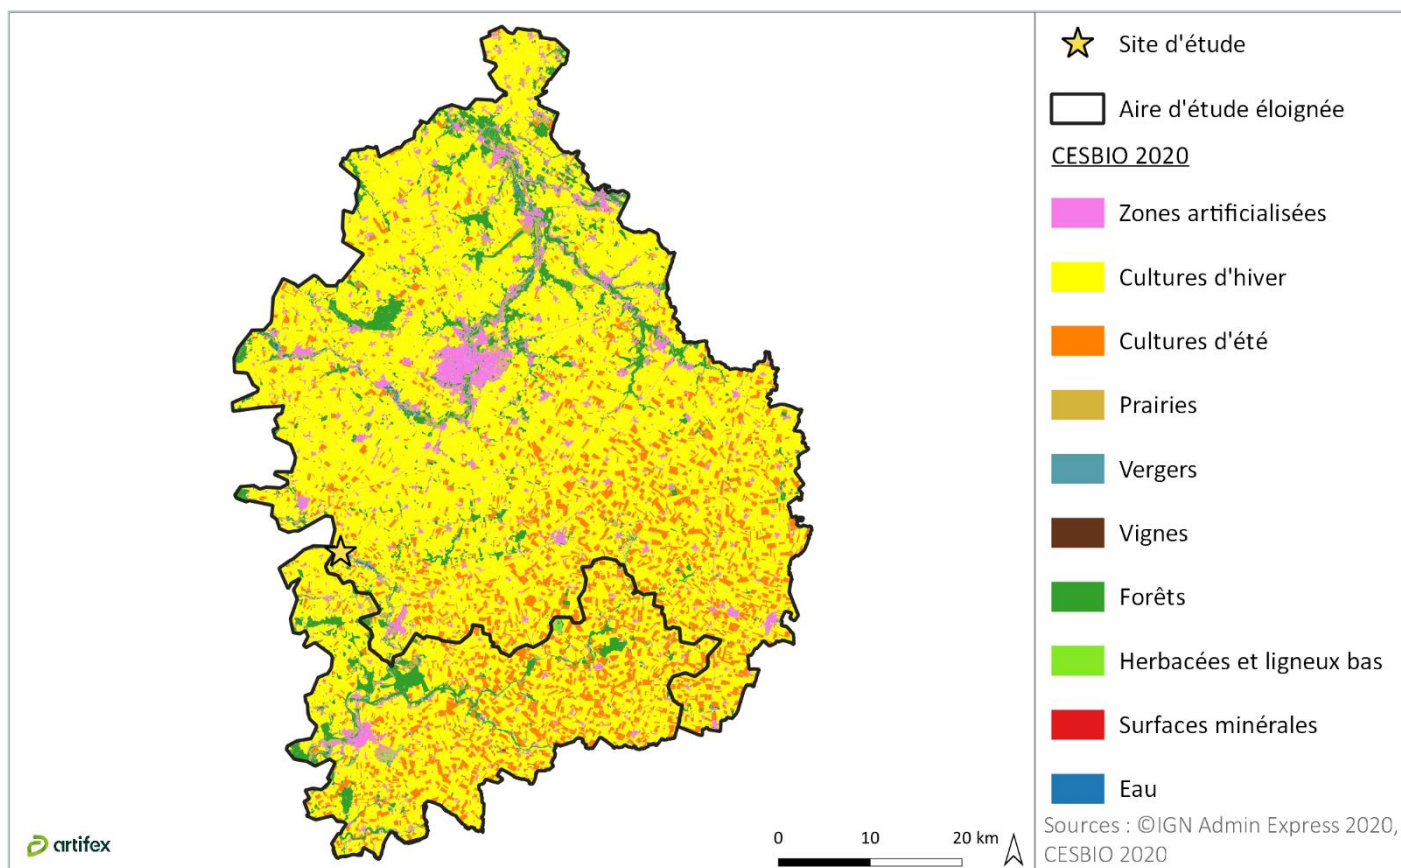 Site d'étude
Aire d'étude éloignée
CESBIO 2020
Zones artificialisées
Cultures d'hiver
Cultures d'été
Prairies
Vergers
Vignes
Forêts
Herbacées et ligneux bas
Surfaces minérales
Eau
Sources : ©IGN Admin Express 2020,
CESBIO 2020
artifex
0 10 20 km